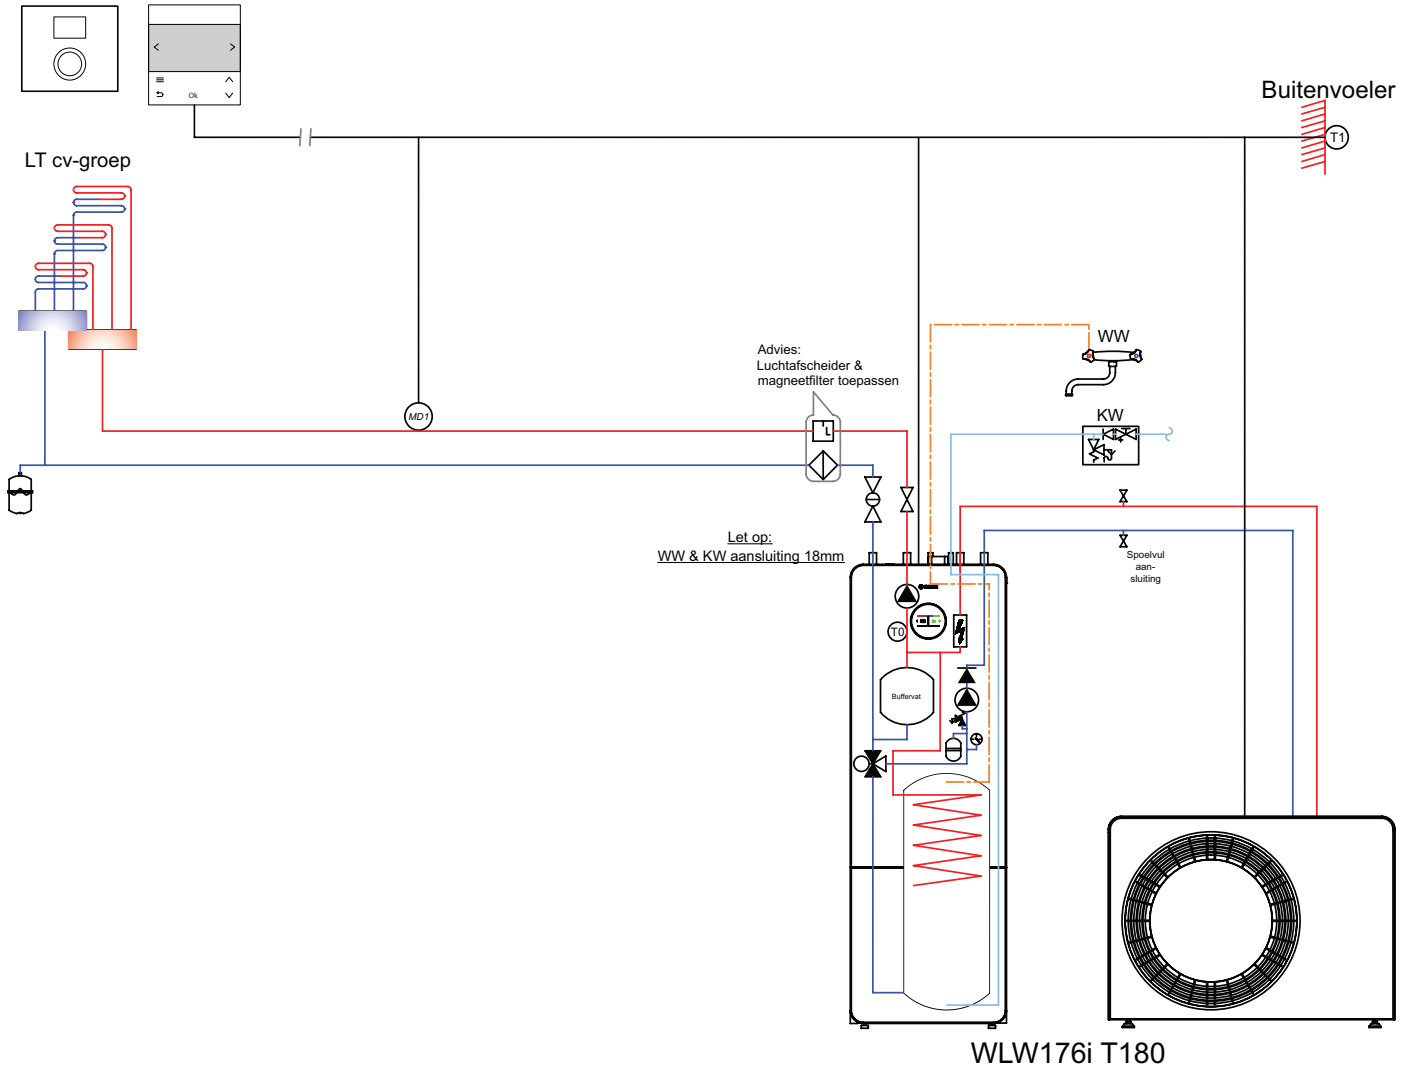 Ok
Buitenvoeler
T1
LT cv-groep
WW
Advies:
Luchtafscheider &
magneetfilter toepassen
MD1
L
KW
Let op:
WW & KW aansluiting 18mm
Spoelvul
aan-
sluiting
T0
Buffervat
WLW176i T180